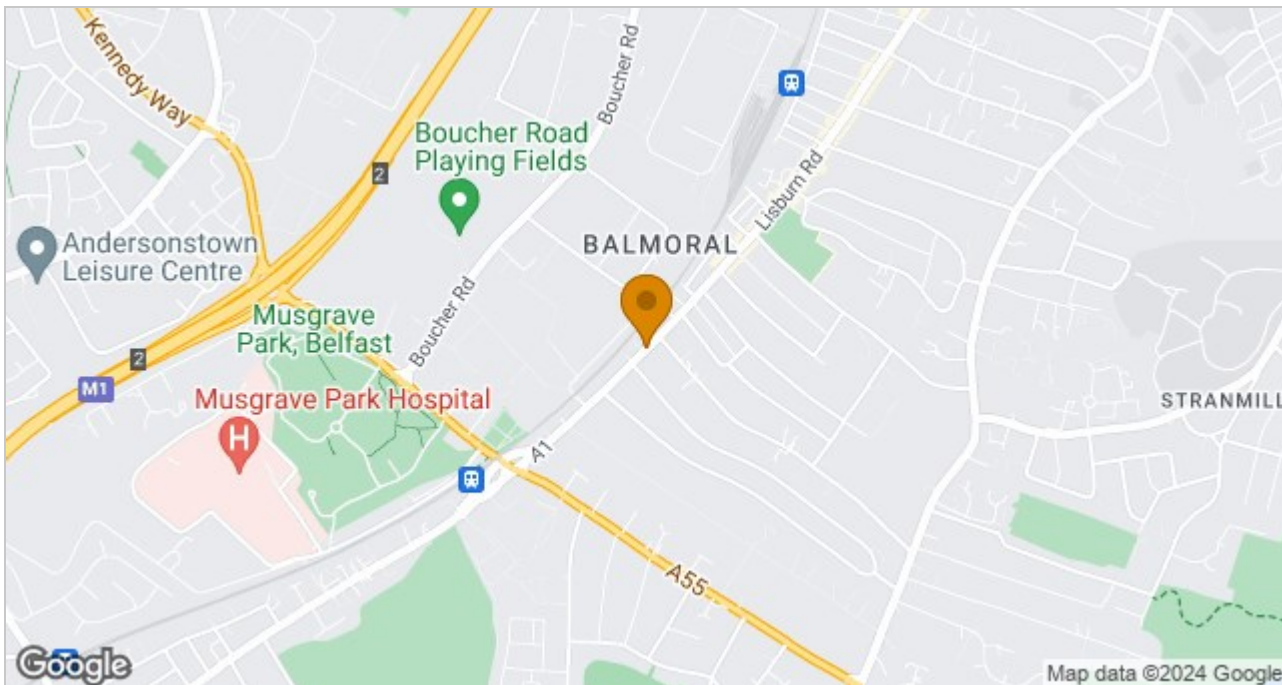 Kennedy Way
Boucher Rd
Boucher Road
Playing Fields
2
Lisburn Rd
BALMORAL
Andersonstown
Leisure Centre
Musgrave
Park, Belfast
Boucher Rd
2
M1
Musgrave Park Hospital
H
STRANMILL
A1
A55
Google
Map data ©2024 Google